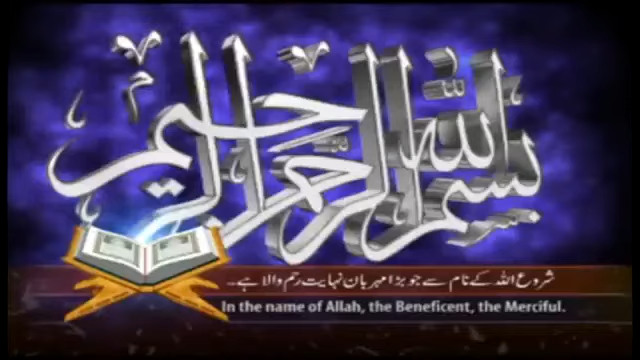 بسم الله الرحمن الرحيم
شروع اللہ کے نام سے جو بڑا مہربان نہایت رحم والا ہے۔
In the name of Allah, the Beneficent, the Merciful.